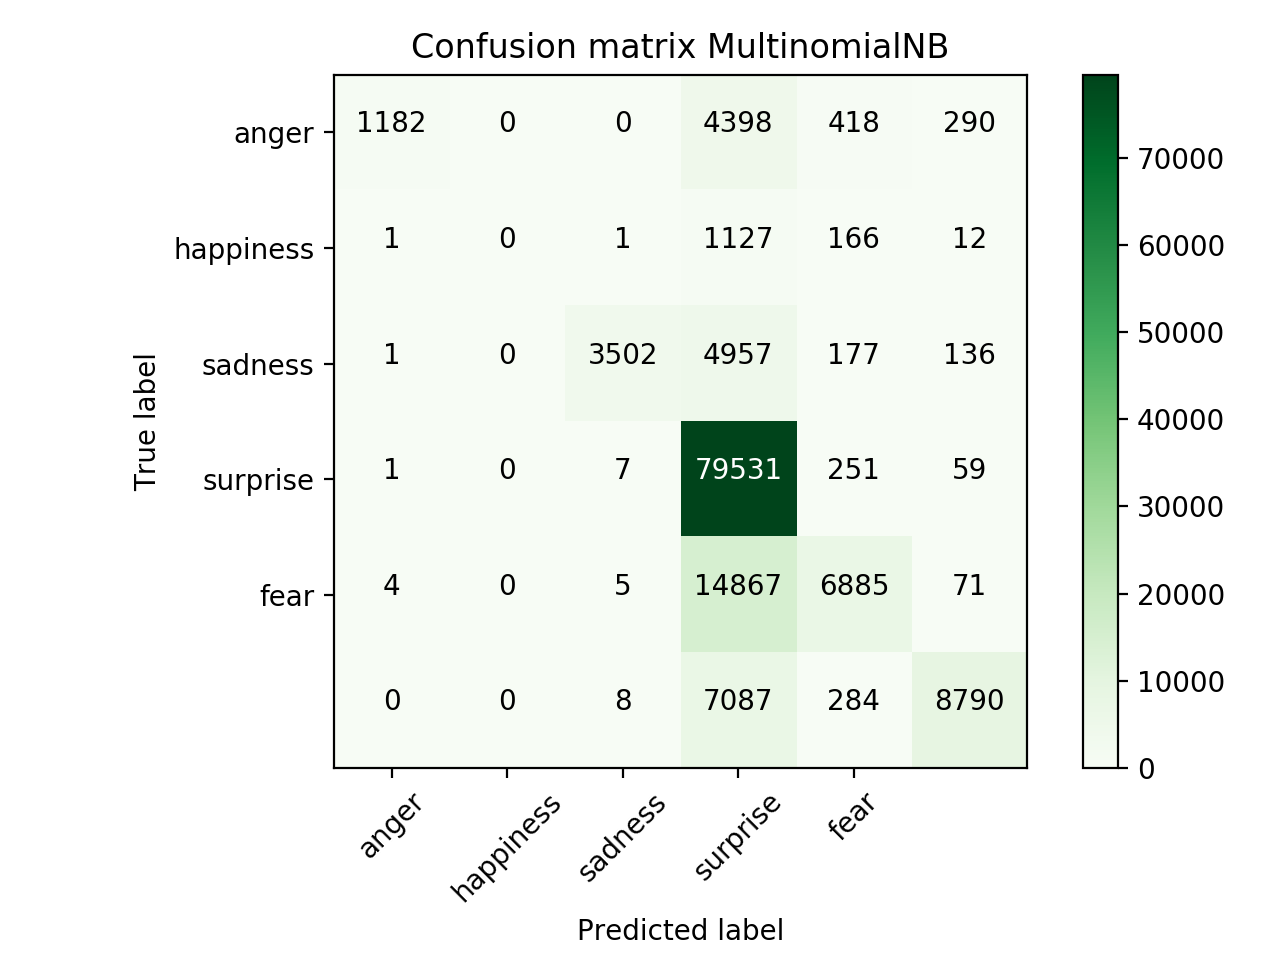 Confusion matrix MultinomialNB
anger 1182 0 0 4398 418 290
happiness 1 0 1 1127 166 12
sadness 1 0 3502 4957 177 136
surprise 1 0 7 79531 251 59
fear 4 0 5 14867 6885 71
0 0 8 7087 284 8790
True label
anger happiness sadness surprise fear
Predicted label
70000
60000
50000
40000
30000
20000
10000
0